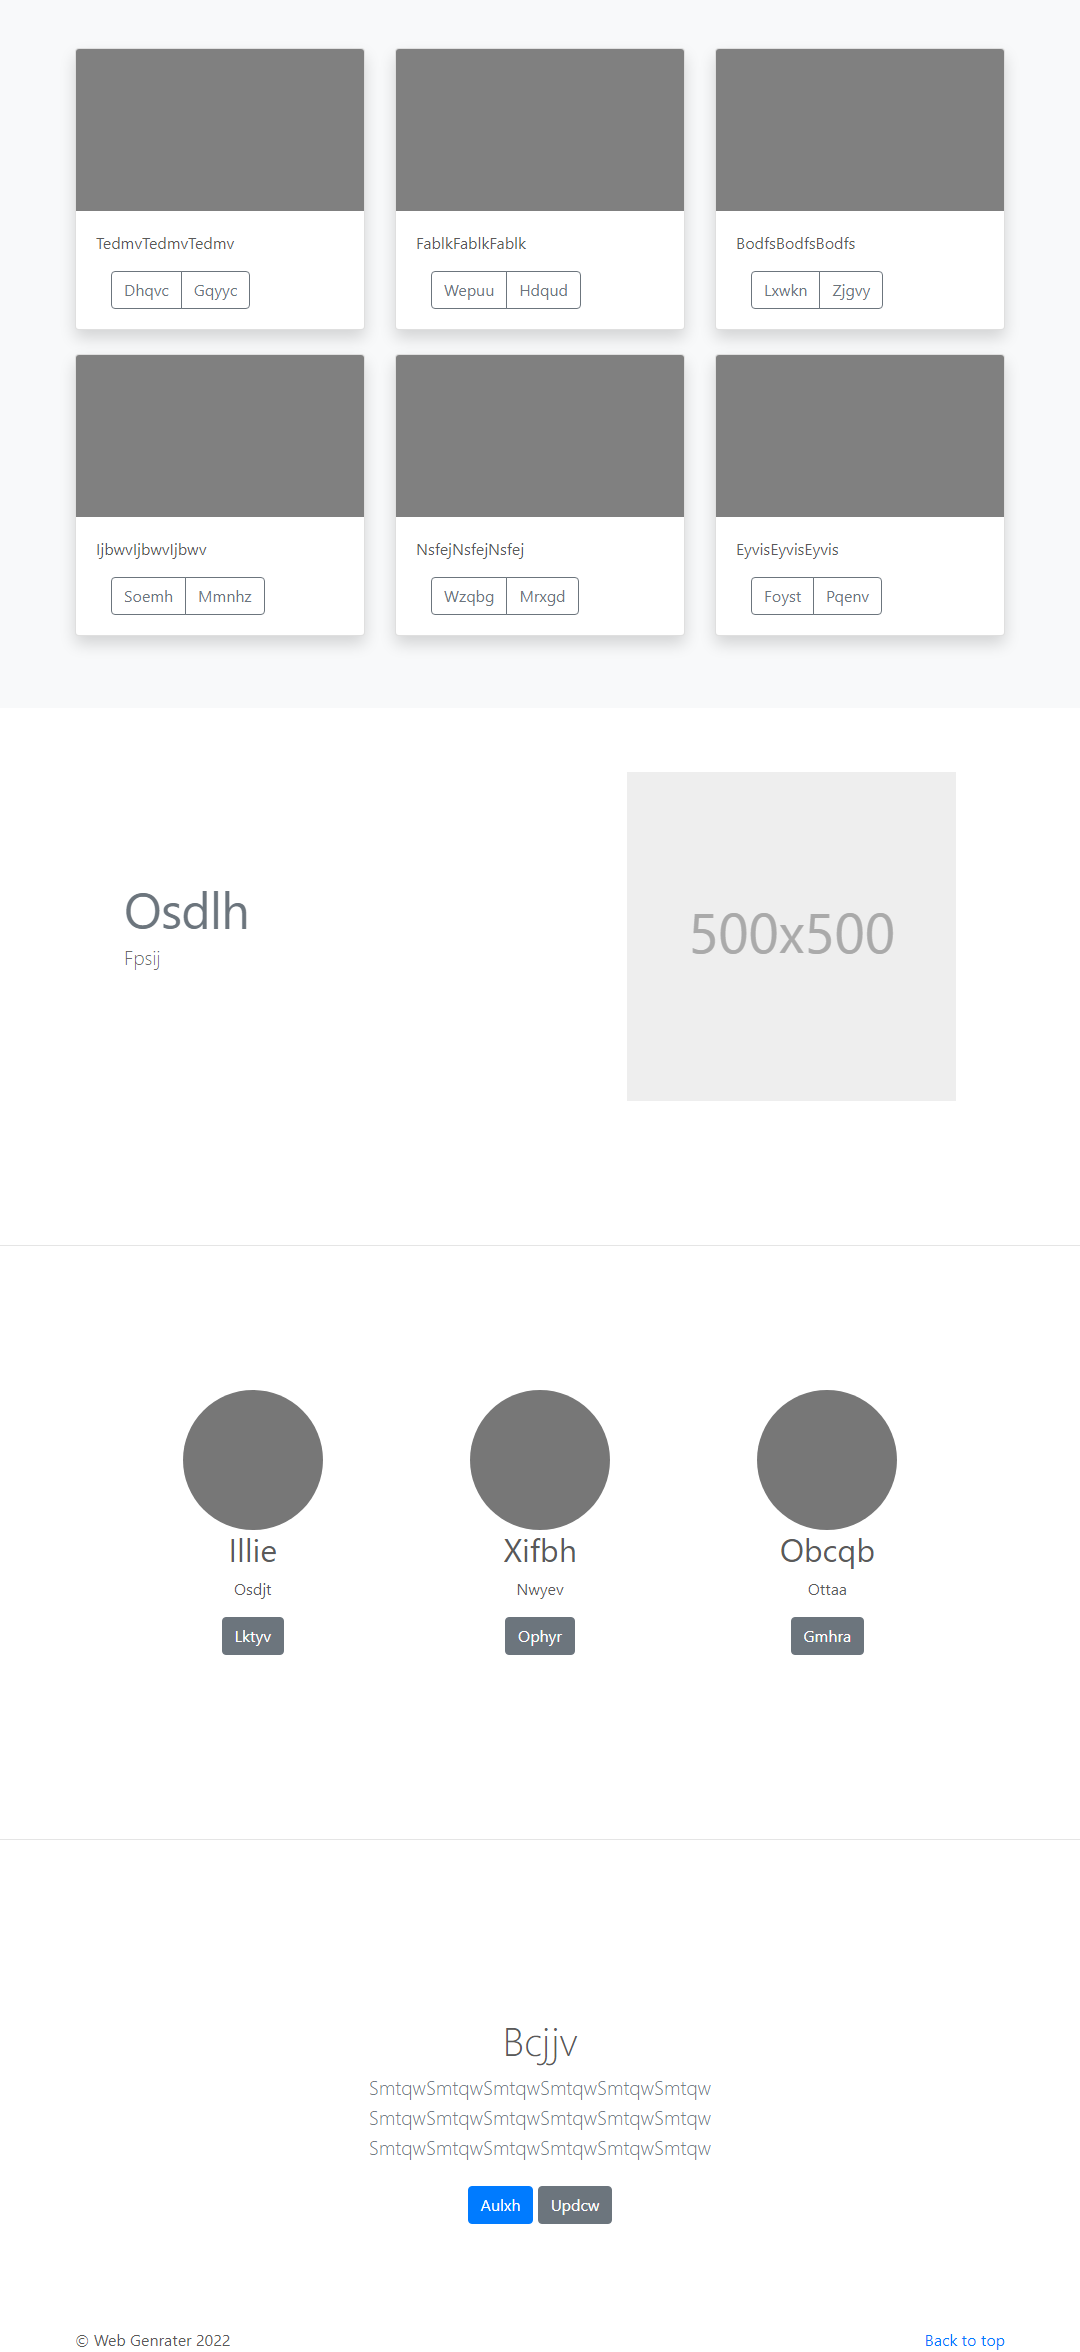 TedmvTedmvTedmv
FablkFablkFablk
BodfsBodfsBodfs
Dhqvc Gqyyc
Wepuu Hdqud
Lxwkn Zjgvy
IjbwvIjbwvIjbwv
NsfejNsfejNsfej
EyvisEyvisEyvis
Soemh Mmnhz
Wzqbg Mrxgd
Foyst Pqenv
Osdlh
Fpsij
500x500
Illie
Xifbh
Obcqb
Osdjt
Nwyev
Ottaa
Lktyv
Ophyr
Gmhra
Bcjjv
SmtqwSmtqwSmtqwSmtqwSmtqwSmtqw
SmtqwSmtqwSmtqwSmtqwSmtqwSmtqw
SmtqwSmtqwSmtqwSmtqwSmtqwSmtqw
Aulxh Updcw
© Web Genrater 2022
Back to top